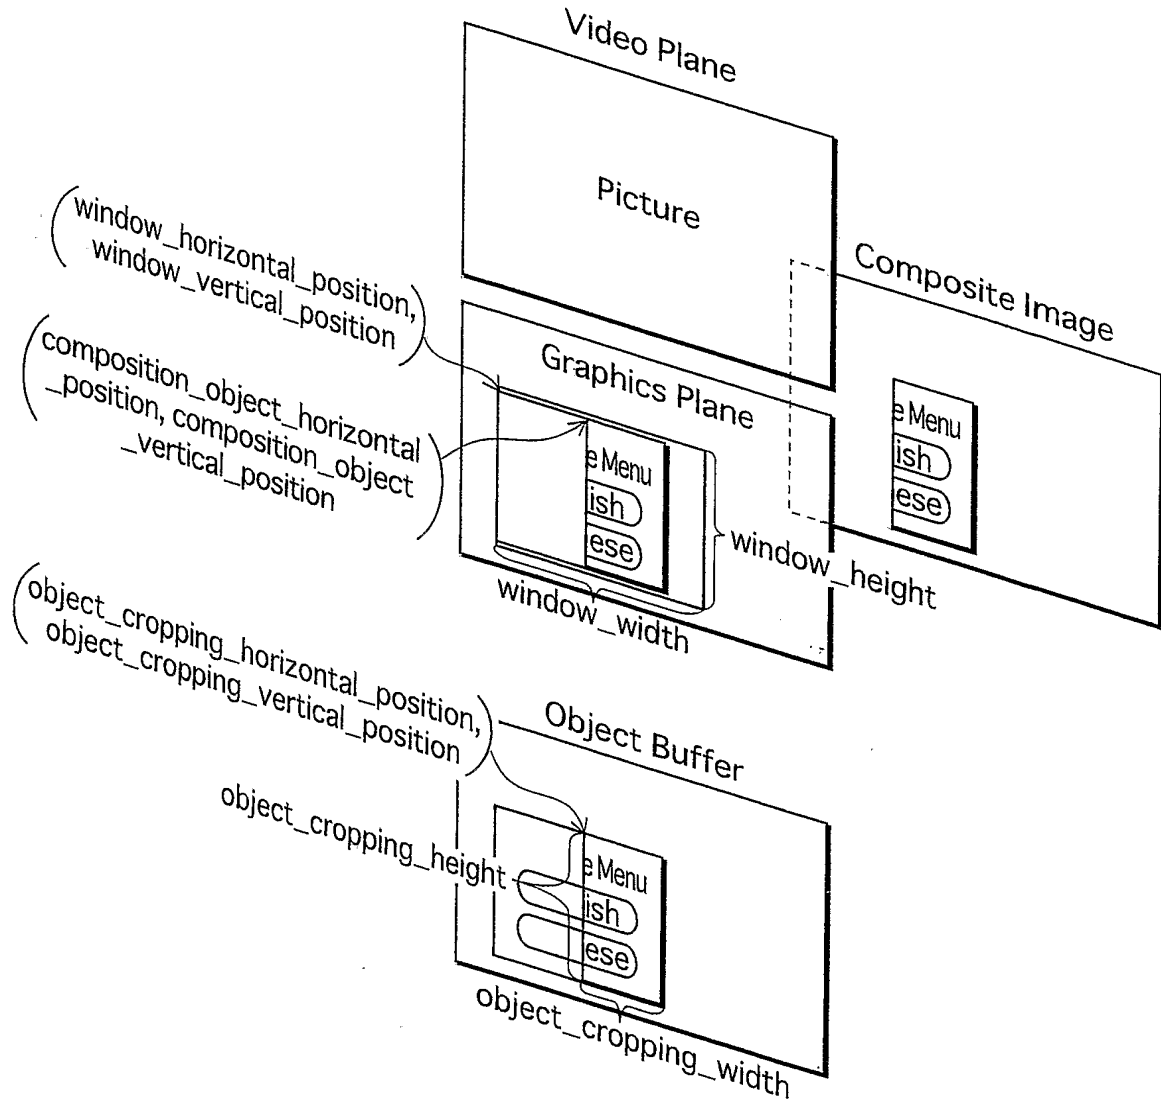 Video Plane
Picture
(window_horizontal_position,
window_vertical_position)
Composite Image
Graphics Plane
(composition_object_horizontal
_position, composition_object
_vertical_position)
e Menu
ish
ese
e Menu
ish
ese
window_height
window_width
(object_cropping_horizontal_position,
object_cropping_vertical_position)
Object Buffer
object_cropping_height
e Menu
ish
ese
object_cropping_width